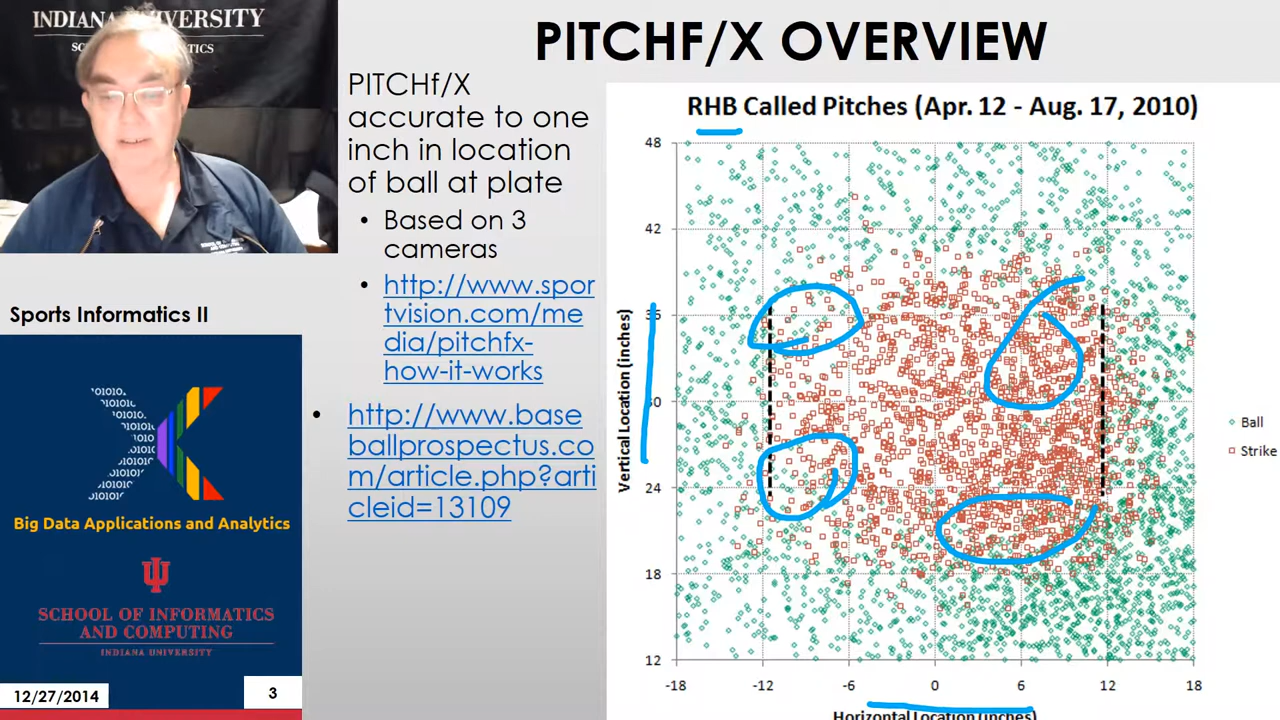 INDIANA UNIVERSITY
PITCHF/X OVERVIEW
PITCHf/X
accurate to one
inch in location
of ball at plate
• Based on 3
cameras
• http://www.spor
tvision.com/me
dia/pitchfx-
how-it-works
• http://www.base
ballprospectus.co
m/article.php?arti
cleid=13109
RHB Called Pitches (Apr. 12 - Aug. 17, 2010)
48
42
36
30
24
18
12
Vertical Location (inches)
-18 -12 -6 0 6 12 18
Horizontal Location (inches)
Ball
Strike
Sports Informatics II
Big Data Applications and Analytics
SCHOOL OF INFORMATICS
AND COMPUTING
INDIANA UNIVERSITY
12/27/2014
3